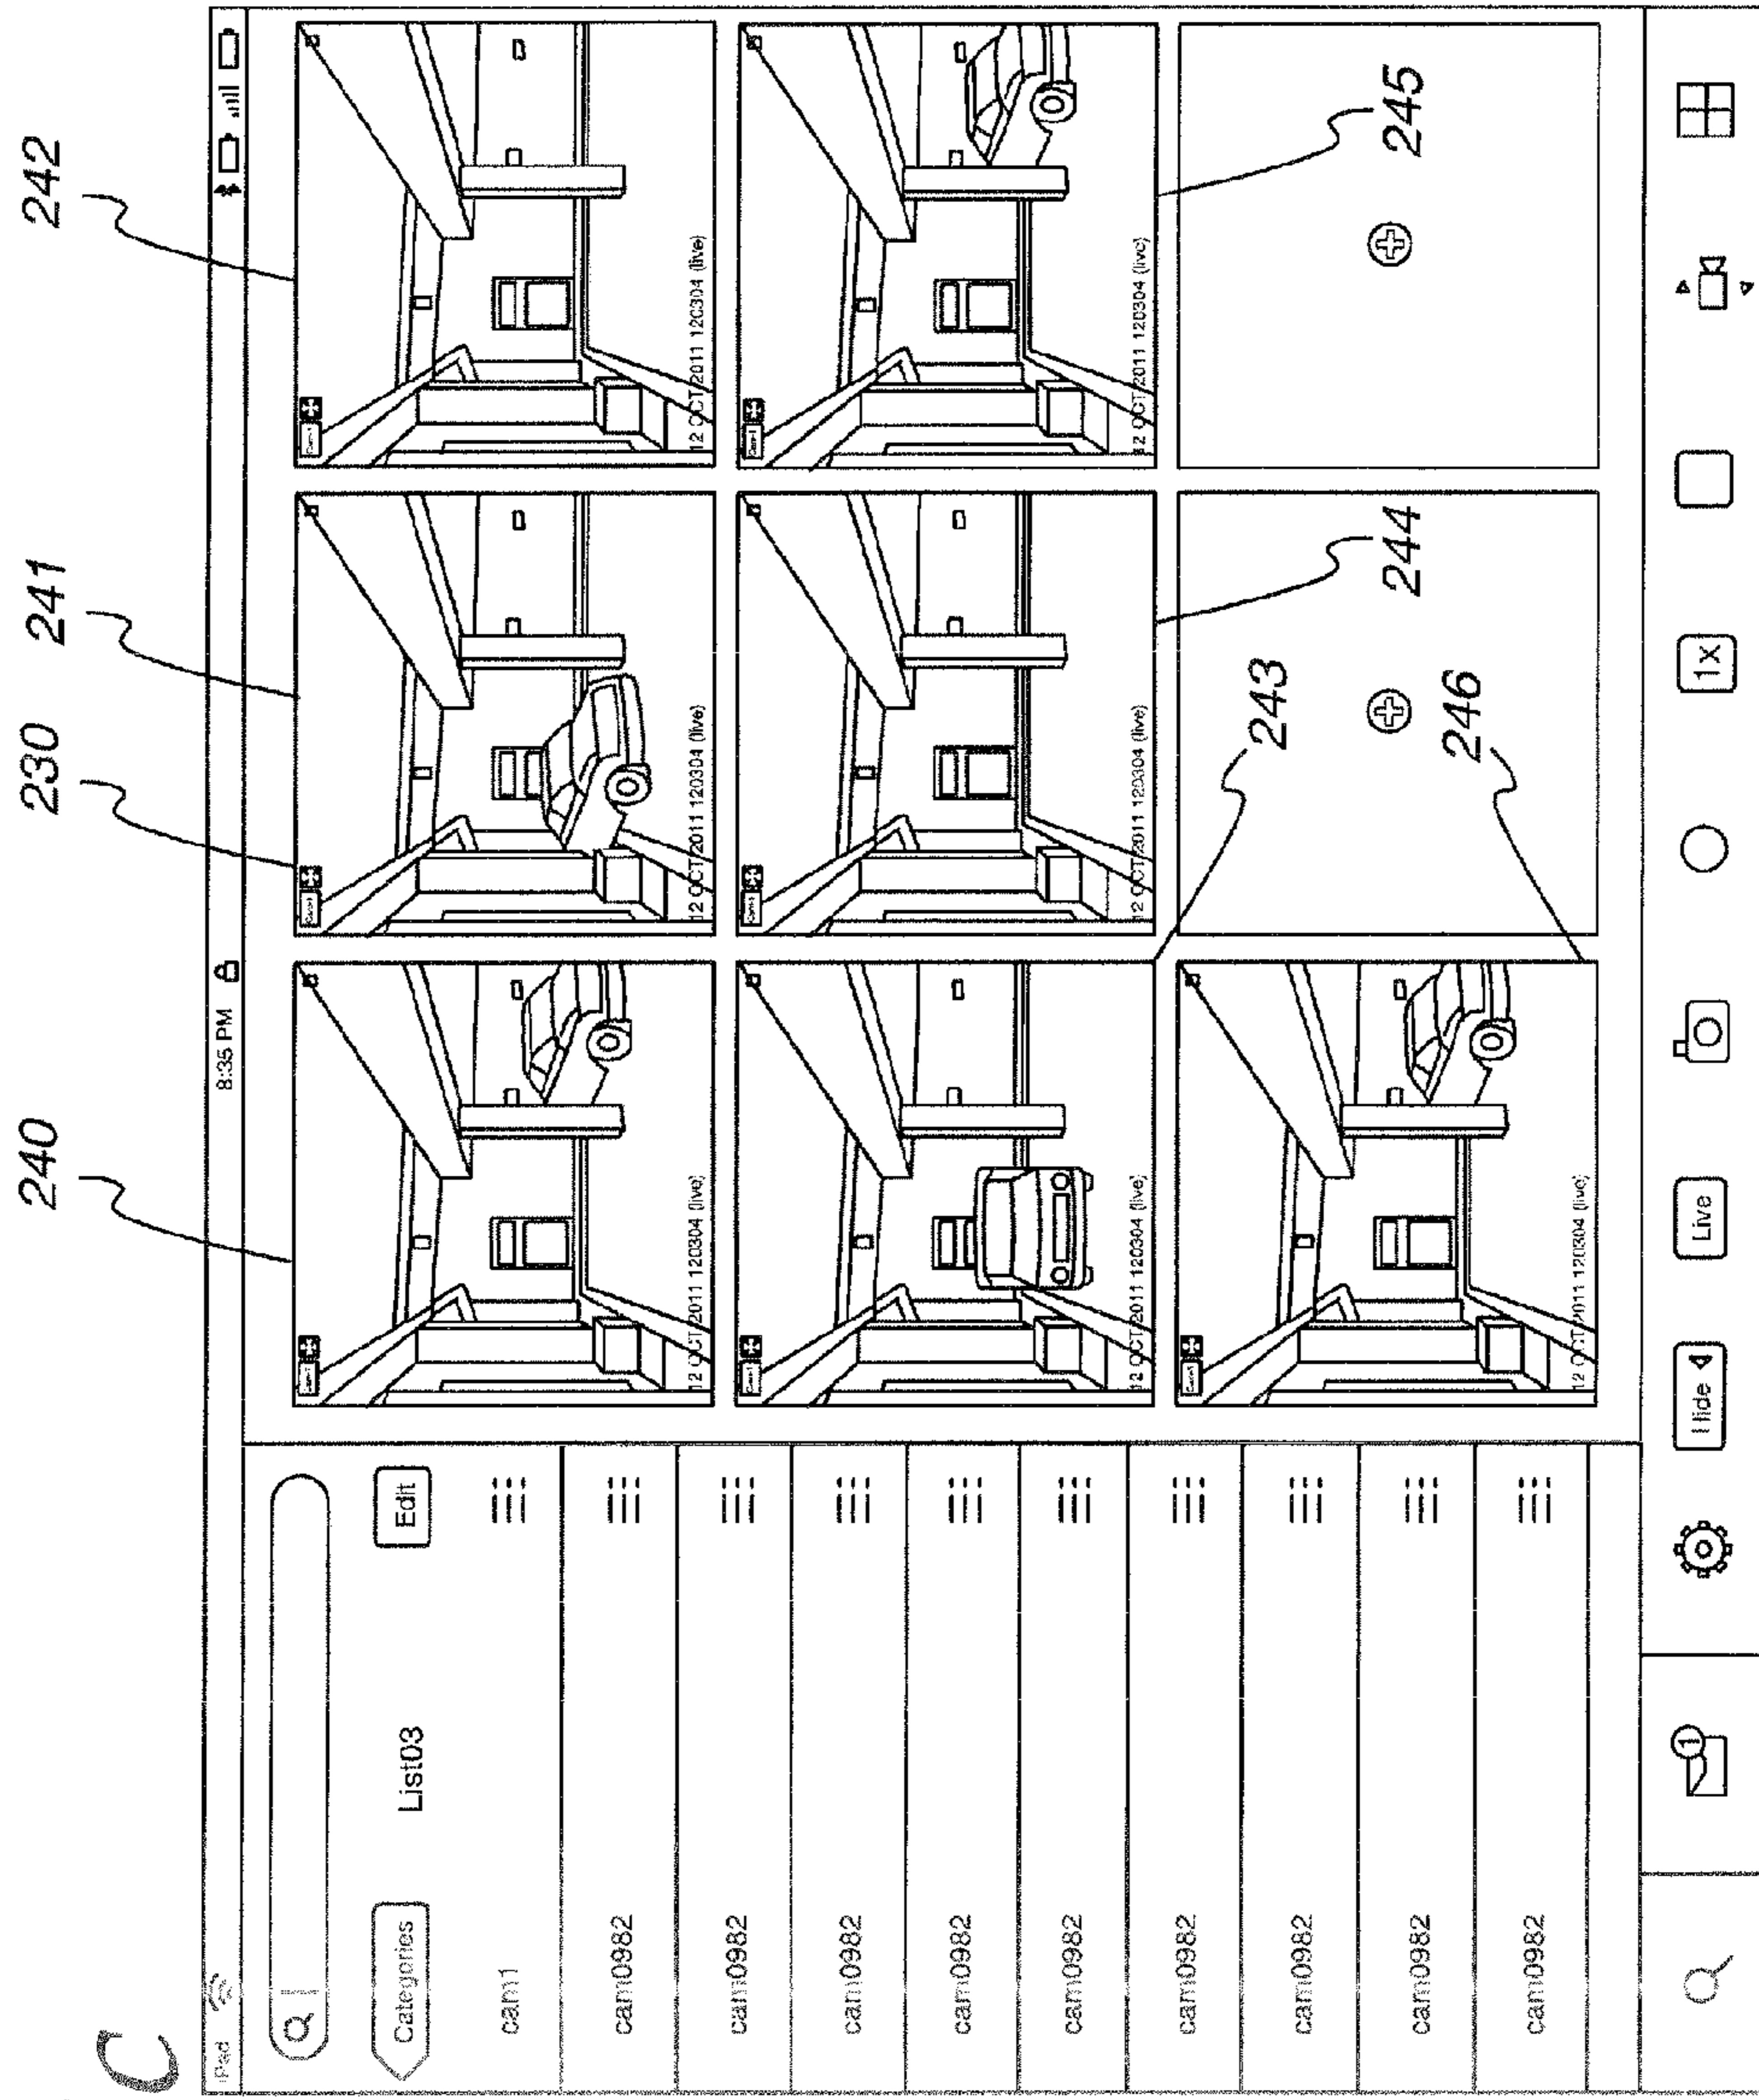 C
240
230
241
242
iPad
8:35 PM
Categories
List03
Edit
cam1
cam0982
cam0982
cam0982
cam0982
cam0982
cam0982
cam0982
cam0982
cam0982
12 OCT 2011 120304 (live)
12 OCT 2011 120304 (live)
12 OCT 2011 120304 (live)
12 OCT 2011 120304 (live)
12 OCT 2011 120304 (live)
12 OCT 2011 120304 (live)
12 OCT 2011 120304 (live)
243
244
245
246
1
Hide
Live
1X